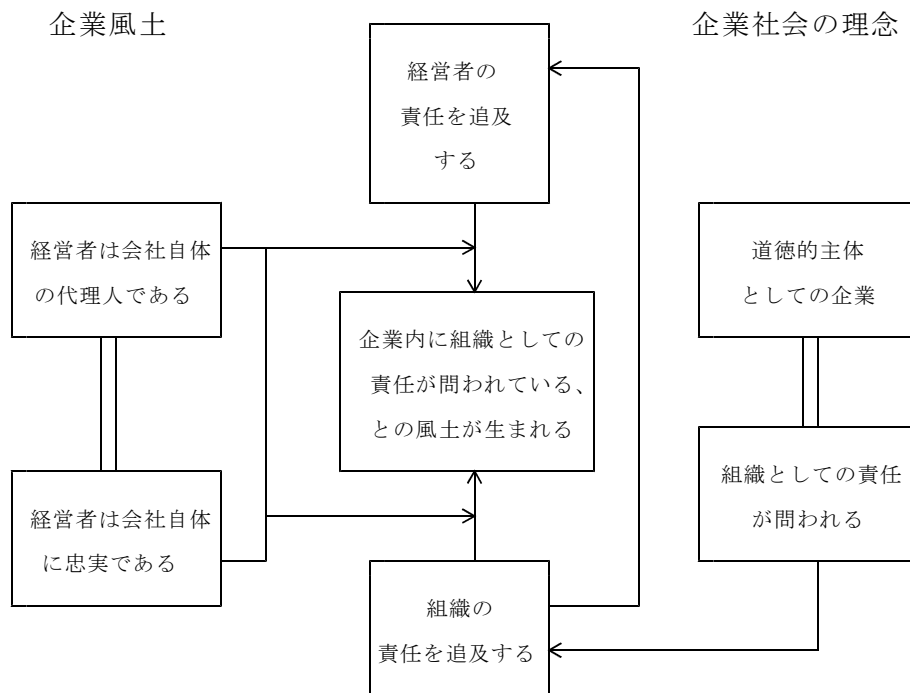 企業風土
企業社会の理念
経営者の
責任を追及
する
経営者は会社自体
の代理人である
道徳的主体
としての企業
企業内に組織としての
責任が問われている、
との風土が生まれる
経営者は会社自体
に忠実である
組織としての責任
が問われる
組織の
責任を追及する